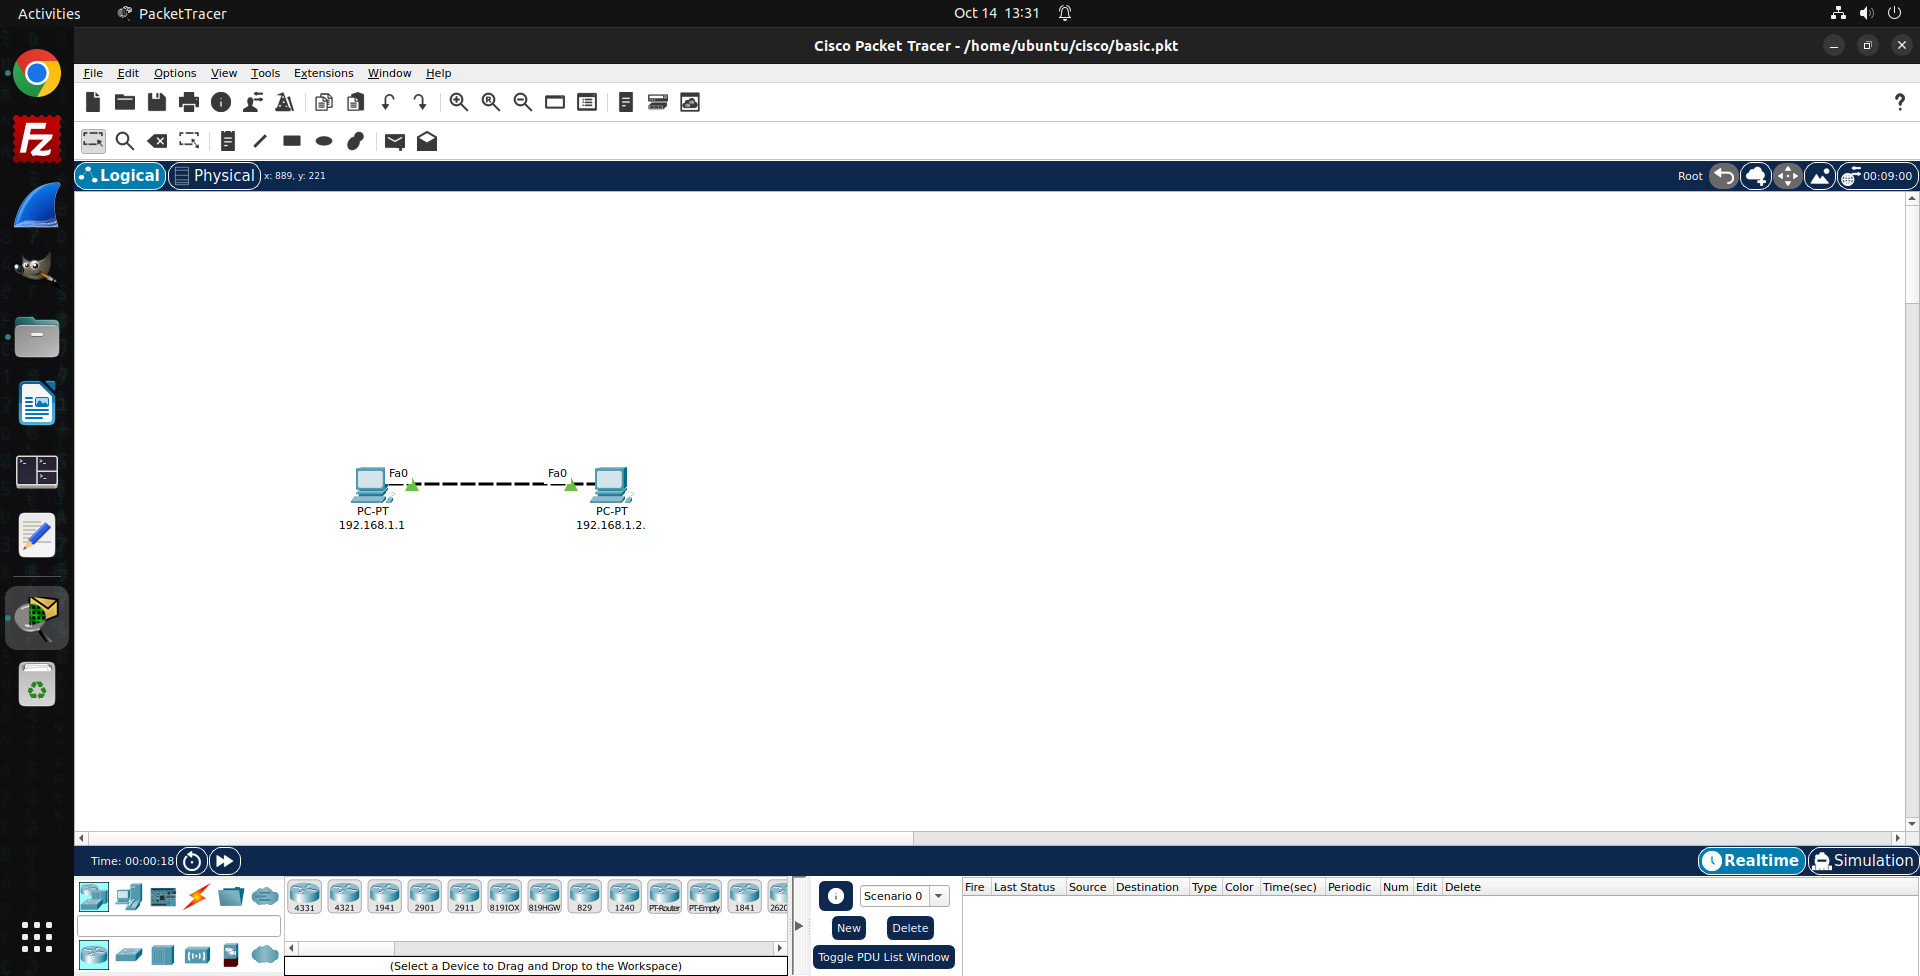 Activities PacketTracer Oct 14 13:31
Cisco Packet Tracer - /home/ubuntu/cisco/basic.pkt
File Edit Options View Tools Extensions Window Help
?
Logical Physical x: 889, y: 221 Root 00:09:00
Fa0 Fa0
PC-PT PC-PT
192.168.1.1 192.168.1.2.
Time: 00:00:18 Realtime Simulation
Fire Last Status Source Destination Type Color Time(sec) Periodic Num Edit Delete
Scenario 0
4331 4321 1941 2901 2911 819IOX 819HGW 829 1240 PT-Router PT-Empty 1841 2620
New Delete
Toggle PDU List Window
(Select a Device to Drag and Drop to the Workspace)